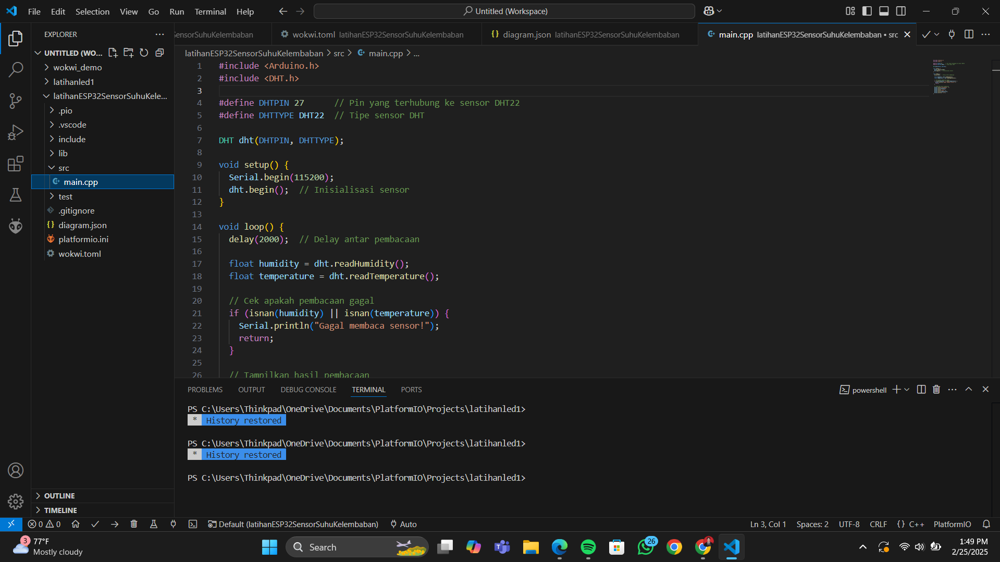 File Edit Selection View Go Run Terminal Help
Untitled (Workspace)
EXPLORER
UNTITLED (WO...
wokwi_demo
latihanled1
latihanESP32SensorSuhuKele...
.pio
.vscode
include
lib
src
main.cpp
test
.gitignore
diagram.json
platformio.ini
wokwi.toml
OUTLINE
TIMELINE
SensorSuhuKelembaban
wokwi.toml latihanESP32SensorSuhuKelembaban
diagram.json latihanESP32SensorSuhuKelembaban
main.cpp latihanESP32SensorSuhuKelembaban • src
latihanESP32SensorSuhuKelembaban > src > main.cpp > ...
1 #include <Arduino.h>
2 #include <DHT.h>
3
4 #define DHTPIN 27 // Pin yang terhubung ke sensor DHT22
5 #define DHTTYPE DHT22 // Tipe sensor DHT
6
7 DHT dht(DHTPIN, DHTTYPE);
8
9 void setup() {
10 Serial.begin(115200);
11 dht.begin(); // Inisialisasi sensor
12 }
13
14 void loop() {
15 delay(2000); // Delay antar pembacaan
16
17 float humidity = dht.readHumidity();
18 float temperature = dht.readTemperature();
19
20 // Cek apakah pembacaan gagal
21 if (isnan(humidity) || isnan(temperature)) {
22 Serial.println("Gagal membaca sensor!");
23 return;
24 }
25
26 // Tampilkan hasil pembacaan
PROBLEMS OUTPUT DEBUG CONSOLE TERMINAL PORTS
powershell
PS C:\Users\Thinkpad\OneDrive\Documents\PlatformIO\Projects\latihanled1>
* History restored
PS C:\Users\Thinkpad\OneDrive\Documents\PlatformIO\Projects\latihanled1>
* History restored
PS C:\Users\Thinkpad\OneDrive\Documents\PlatformIO\Projects\latihanled1>
0 0 Default (latihanESP32SensorSuhuKelembaban) Auto
Ln 3, Col 1 Spaces: 2 UTF-8 CRLF {} C++ PlatformIO
3
77°F
Mostly cloudy
Search
26
1:49 PM
2/25/2025